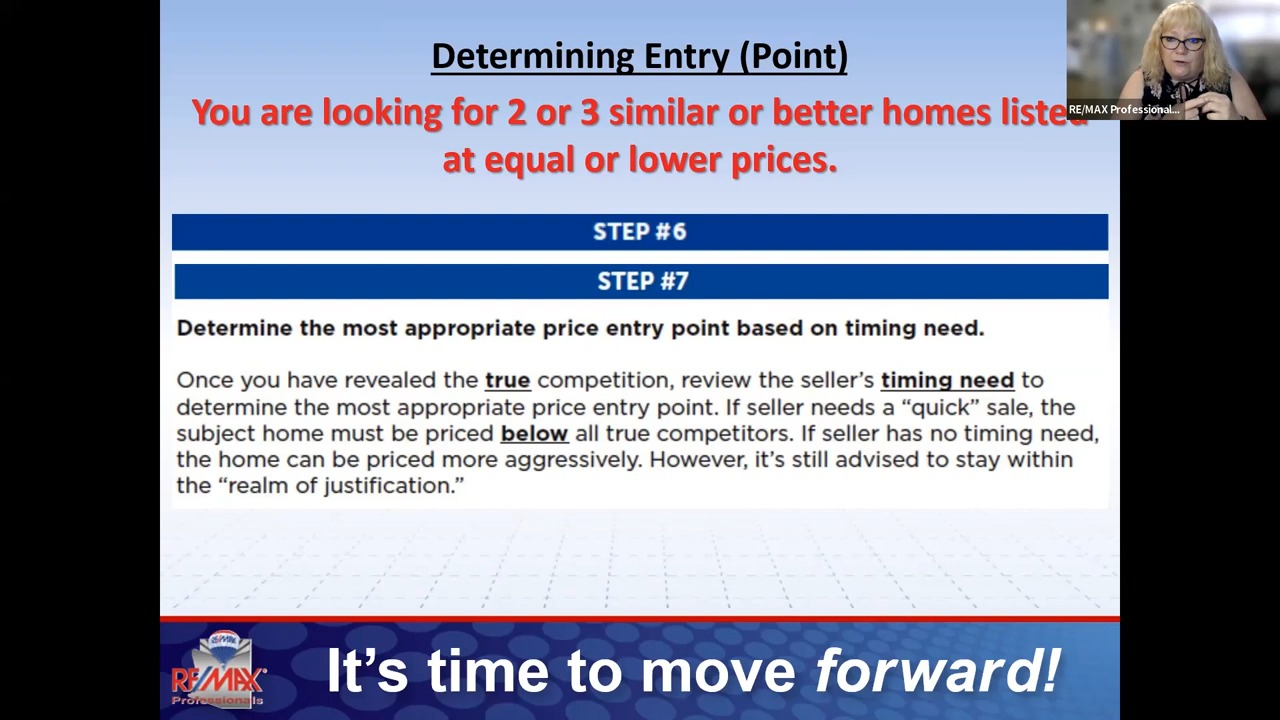 Determining Entry (Point)
You are looking for 2 or 3 similar or better homes listed
at equal or lower prices.
RE/MAX Professional...
STEP #6
STEP #7
Determine the most appropriate price entry point based on timing need.
Once you have revealed the true competition, review the seller's timing need to
determine the most appropriate price entry point. If seller needs a “quick” sale, the
subject home must be priced below all true competitors. If seller has no timing need,
the home can be priced more aggressively. However, it's still advised to stay within
the “realm of justification.”
RE/MAX
RE/MAX
Professionals
It's time to move forward!